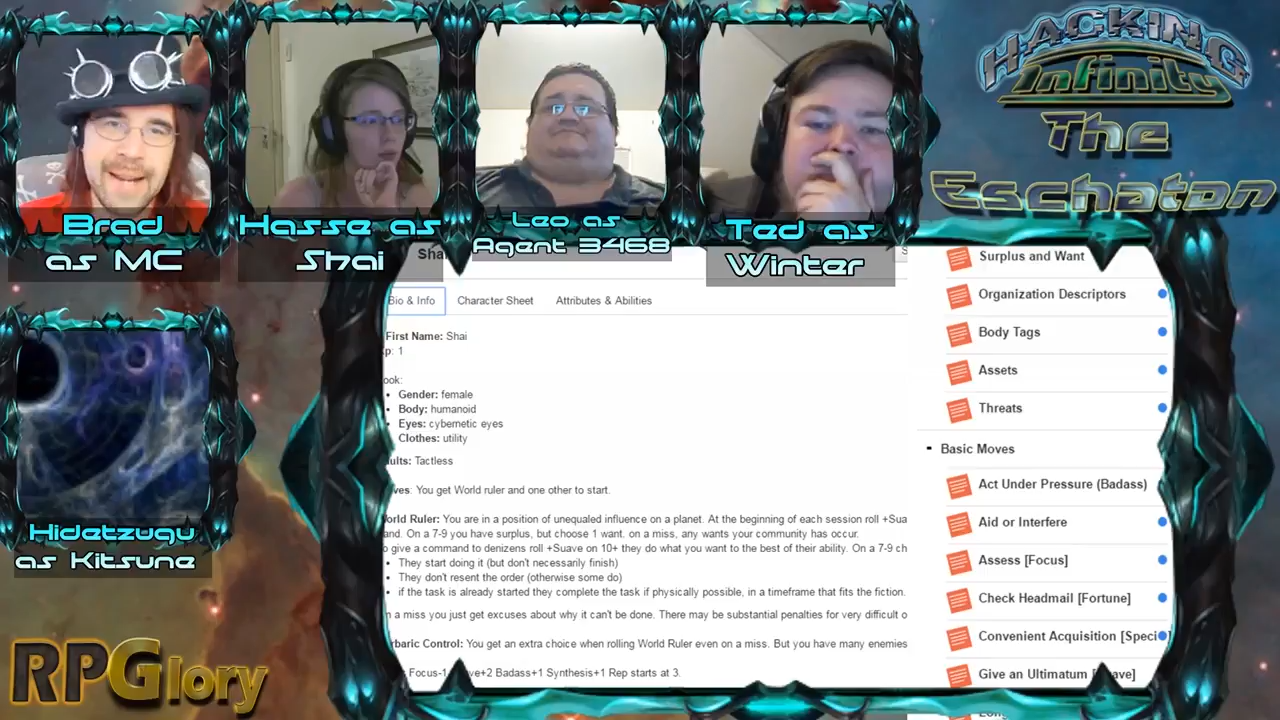 HACKING
Infinity
The
Eschaton
Brad
as MC
Hasse as
Shai
Leo as
Agent 3468
Ted as
Winter
Hidetzugu
as Kitsune
RPGlory
Sha
Bio & Info
Character Sheet
Attributes & Abilities
First Name: Shai
p: 1
ook:
Gender: female
Body: humanoid
Eyes: cybernetic eyes
Clothes: utility
ults: Tactless
ves: You get World ruler and one other to start.
orld Ruler: You are in a position of unequaled influence on a planet. At the beginning of each session roll +Sua
and. On a 7-9 you have surplus, but choose 1 want. on a miss, any wants your community has occur.
o give a command to denizens roll +Suave on 10+ they do what you want to the best of their ability. On a 7-9 ch
They start doing it (but don't necessarily finish)
They don't resent the order (otherwise some do)
if the task is already started they complete the task if physically possible, in a timeframe that fits the fiction.
n a miss you just get excuses about why it can't be done. There may be substantial penalties for very difficult o
rbaric Control: You get an extra choice when rolling World Ruler even on a miss. But you have many enemies
Focus-1 ve+2 Badass+1 Synthesis+1 Rep starts at 3.
Surplus and Want
Organization Descriptors
Body Tags
Assets
Threats
Basic Moves
Act Under Pressure (Badass)
Aid or Interfere
Assess [Focus]
Check Headmail [Fortune]
Convenient Acquisition [Speci
Give an Ultimatum [ ave]